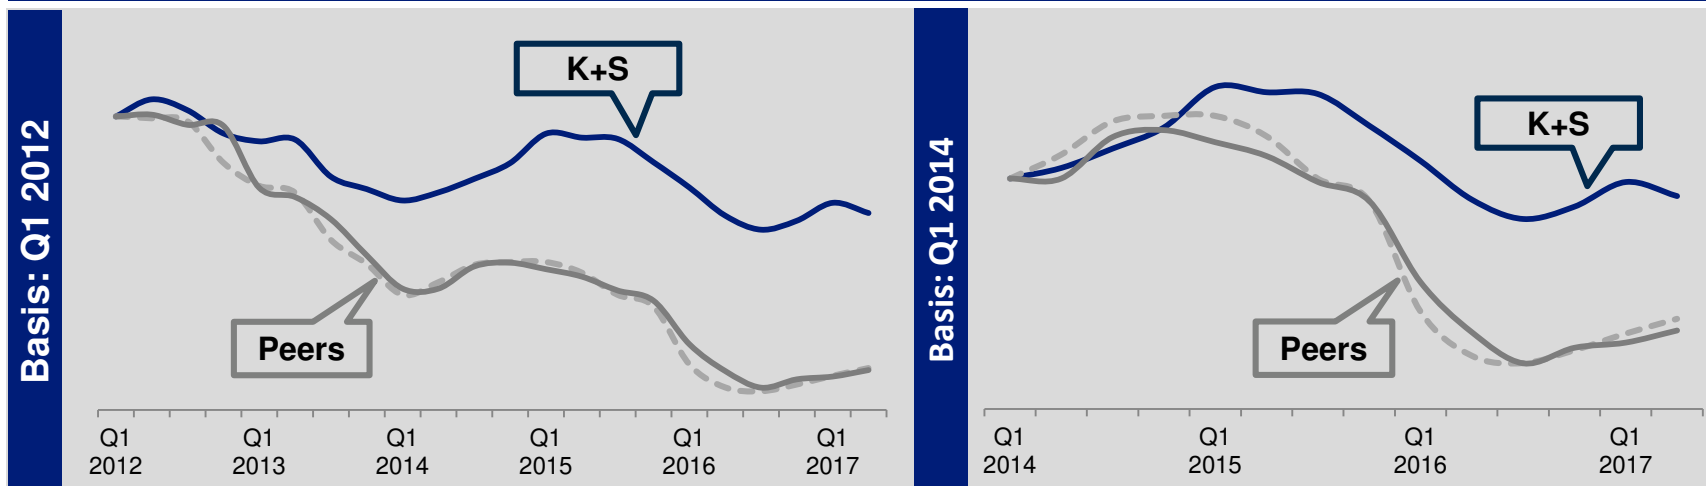 Basis: Q1 2012
K+S
Peers
Q1 Q1 Q1 Q1 Q1 Q1
2012 2013 2014 2015 2016 2017
Basis: Q1 2014
K+S
Peers
Q1 Q1 Q1 Q1
2014 2015 2016 2017